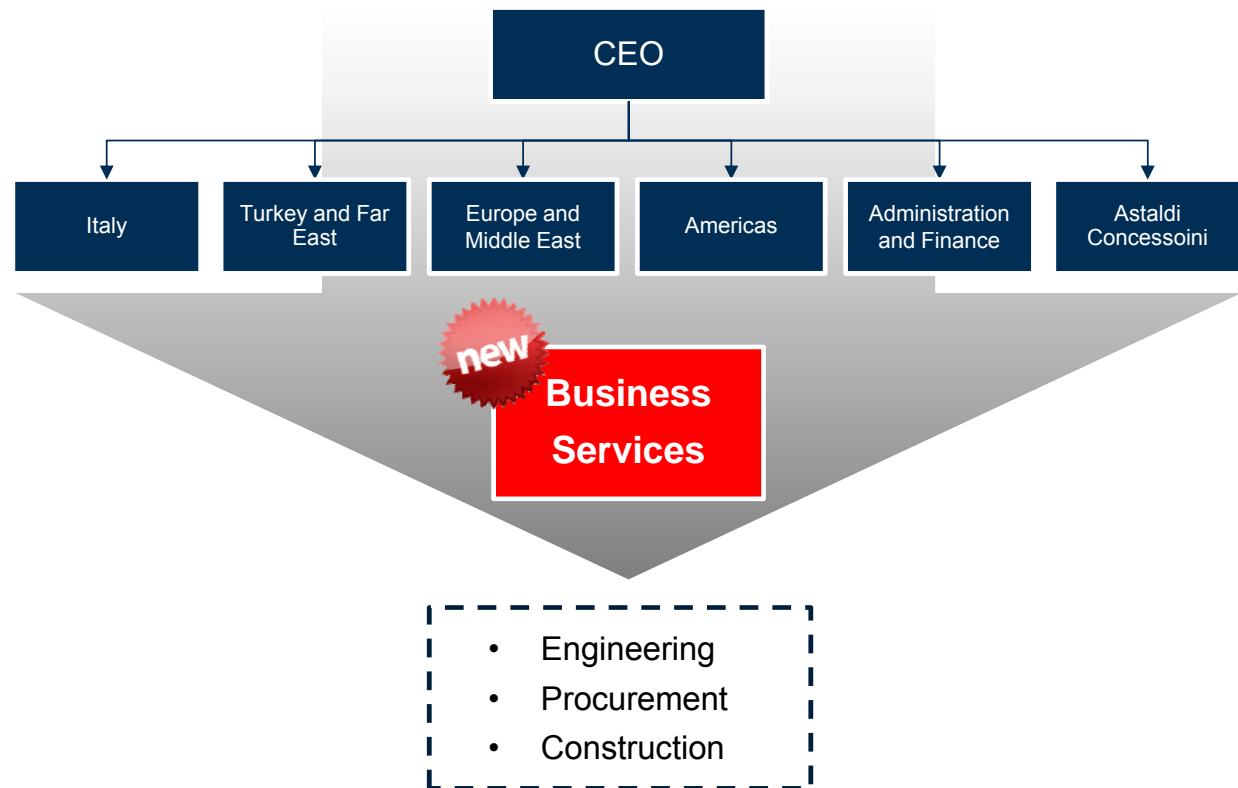 CEO
Italy
Turkey and Far
East
Europe and
Middle East
Americas
Administration
and Finance
Astaldi
Concessoini
new
Business
Services
• Engineering
• Procurement
• Construction